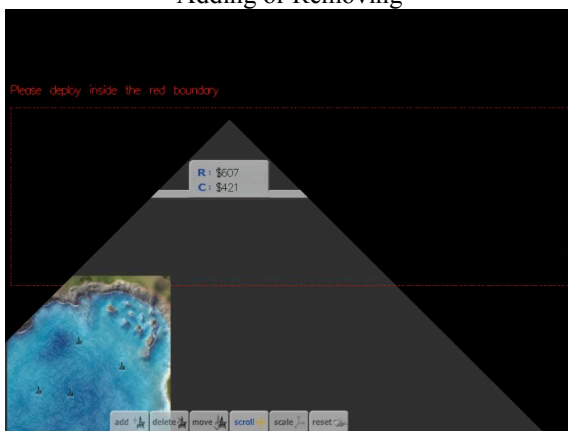 Adding or Removing
Please deploy inside the red boundary
R : $607
C : $421
add delete move scroll scale reset